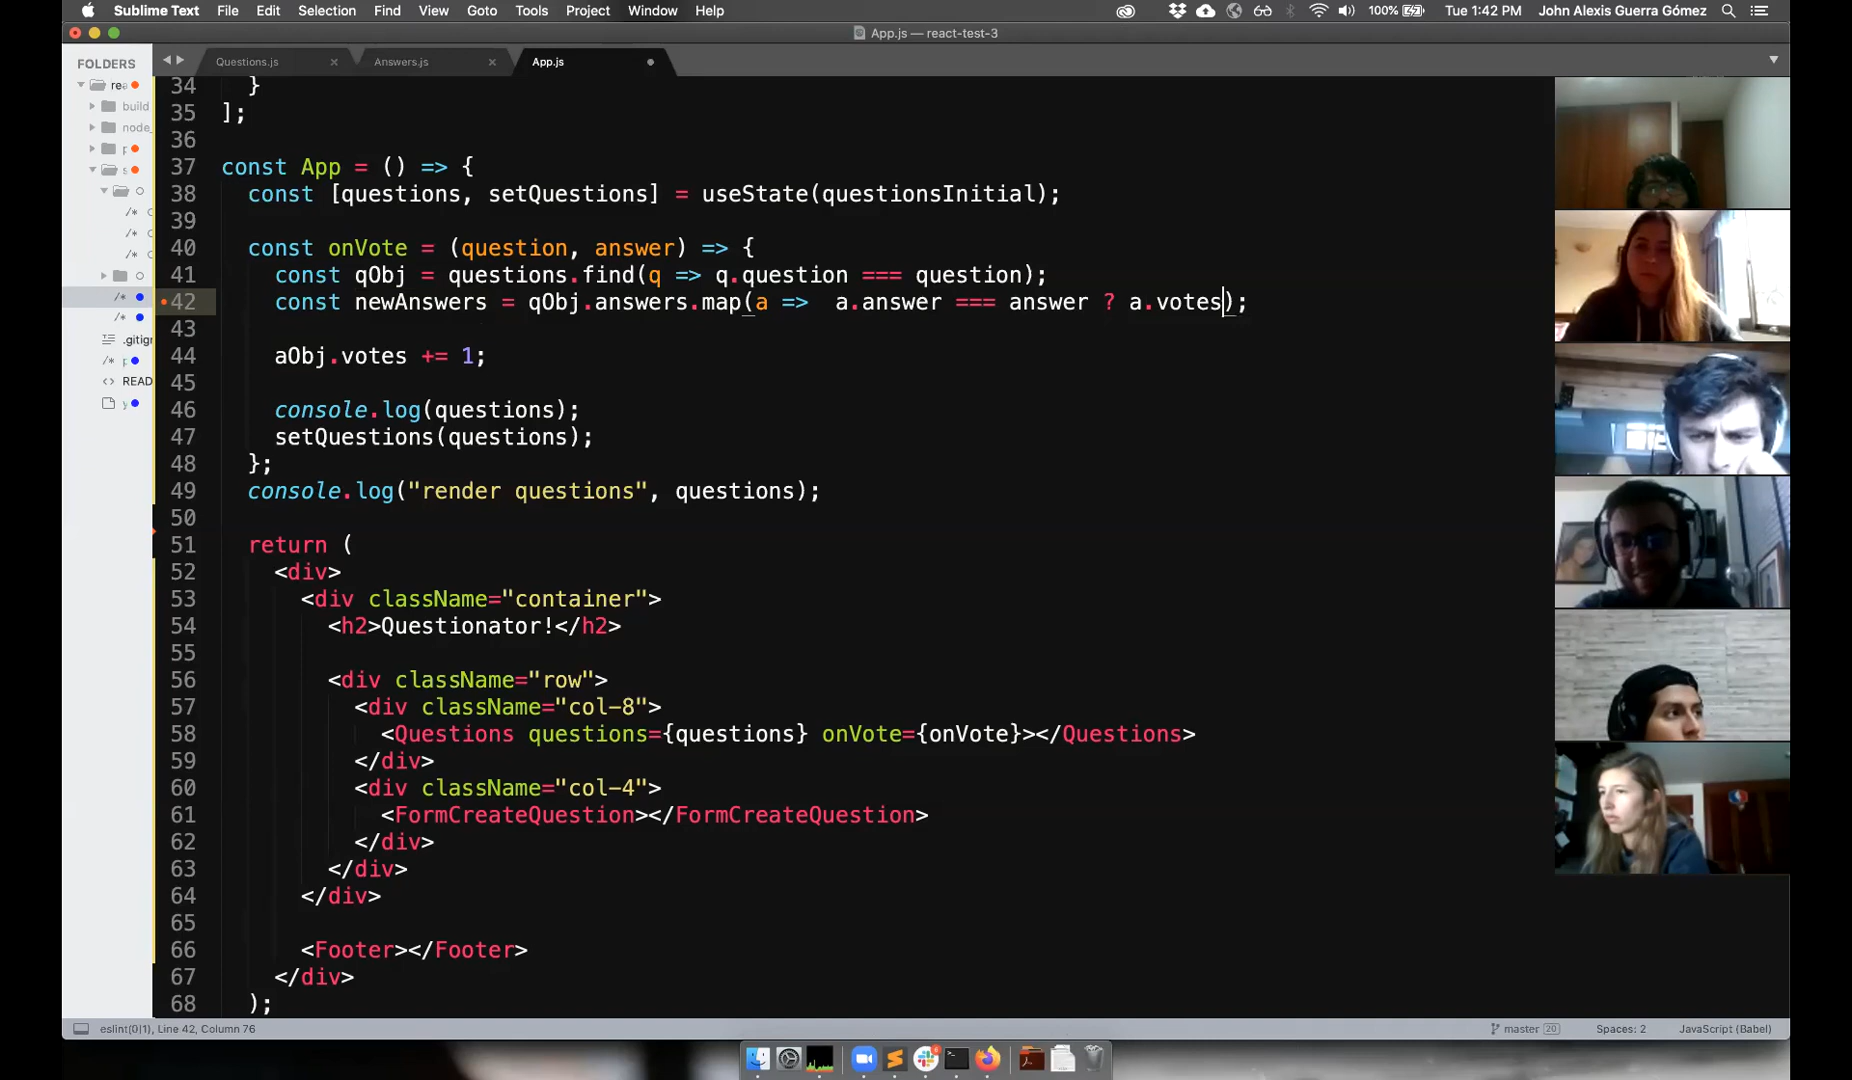 Sublime Text File Edit Selection Find View Goto Tools Project Window Help 100% Tue 1:42 PM John Alexis Guerra Gómez
App.js — react-test-3
FOLDERS
Questions.js
Answers.js
App.js
rea
build
node_
p
s
.gitigr
p
READ
y
34 }
35 ];
36
37 const App = () => {
38 const [questions, setQuestions] = useState(questionsInitial);
39
40 const onVote = (question, answer) => {
41 const qObj = questions.find(q => q.question === question);
42 const newAnswers = qObj.answers.map(a =>  a.answer === answer ? a.votes);
43
44 aObj.votes += 1;
45
46 console.log(questions);
47 setQuestions(questions);
48 };
49 console.log("render questions", questions);
50
51 return (
52 <div>
53 <div className="container">
54 <h2>Questionator!</h2>
55
56 <div className="row">
57 <div className="col-8">
58 <Questions questions={questions} onVote={onVote}></Questions>
59 </div>
60 <div className="col-4">
61 <FormCreateQuestion></FormCreateQuestion>
62 </div>
63 </div>
64 </div>
65
66 <Footer></Footer>
67 </div>
68 );
eslint(0|1), Line 42, Column 76
master 20
Spaces: 2
JavaScript (Babel)